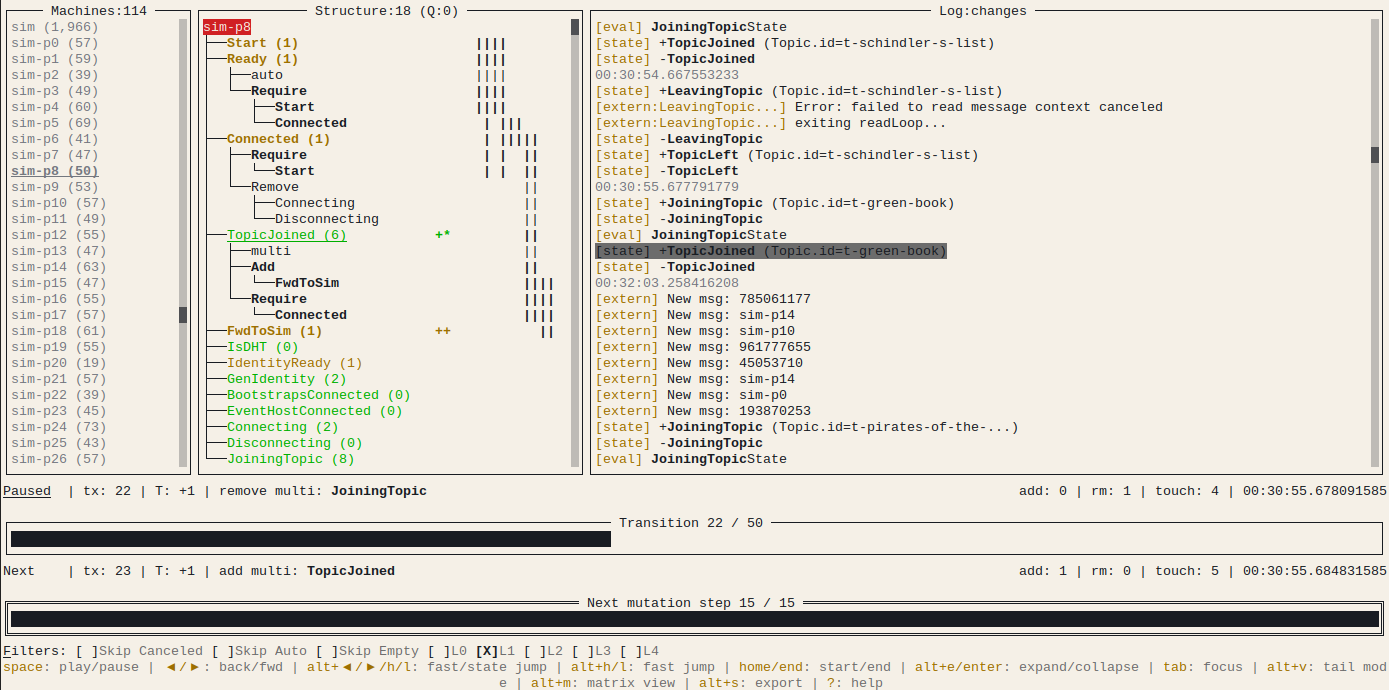 Machines:114
sim (1,966)
sim-p0 (57)
sim-p1 (59)
sim-p2 (39)
sim-p3 (49)
sim-p4 (60)
sim-p5 (69)
sim-p6 (41)
sim-p7 (47)
sim-p8 (50)
sim-p9 (53)
sim-p10 (57)
sim-p11 (49)
sim-p12 (55)
sim-p13 (47)
sim-p14 (63)
sim-p15 (47)
sim-p16 (55)
sim-p17 (57)
sim-p18 (61)
sim-p19 (55)
sim-p20 (19)
sim-p21 (57)
sim-p22 (39)
sim-p23 (45)
sim-p24 (73)
sim-p25 (43)
sim-p26 (57)
Structure:18 (Q:0)
sim-p8
Start (1) ||||
Ready (1) ||||
auto ||||
Require ||||
Start ||||
Connected | |||
Connected (1) | |||||
Require | | ||
Start | | ||
Remove ||
Connecting ||
Disconnecting ||
TopicJoined (6) +* ||
multi ||
Add ||
FwdToSim ||||
Require ||||
Connected ||||
FwdToSim (1) ++ ||
IsDHT (0)
IdentityReady (1)
GenIdentity (2)
BootstrapsConnected (0)
EventHostConnected (0)
Connecting (2)
Disconnecting (0)
JoiningTopic (8)
Log:changes
[eval] JoiningTopicState
[state] +TopicJoined (Topic.id=t-schindler-s-list)
[state] -TopicJoined
00:30:54.667553233
[state] +LeavingTopic (Topic.id=t-schindler-s-list)
[extern:LeavingTopic...] Error: failed to read message context canceled
[extern:LeavingTopic...] exiting readLoop...
[state] -LeavingTopic
[state] +TopicLeft (Topic.id=t-schindler-s-list)
[state] -TopicLeft
00:30:55.677791779
[state] +JoiningTopic (Topic.id=t-green-book)
[state] -JoiningTopic
[eval] JoiningTopicState
[state] +TopicJoined (Topic.id=t-green-book)
[state] -TopicJoined
00:32:03.258416208
[extern] New msg: 785061177
[extern] New msg: sim-p14
[extern] New msg: sim-p10
[extern] New msg: 961777655
[extern] New msg: 45053710
[extern] New msg: sim-p14
[extern] New msg: sim-p0
[extern] New msg: 193870253
[state] +JoiningTopic (Topic.id=t-pirates-of-the-...)
[state] -JoiningTopic
[eval] JoiningTopicState
Paused | tx: 22 | T: +1 | remove multi: JoiningTopic add: 0 | rm: 1 | touch: 4 | 00:30:55.678091585
Transition 22 / 50
Next | tx: 23 | T: +1 | add multi: TopicJoined add: 1 | rm: 0 | touch: 5 | 00:30:55.684831585
Next mutation step 15 / 15
Filters: [ ]Skip Canceled [ ]Skip Auto [ ]Skip Empty [ ]L0 [X]L1 [ ]L2 [ ]L3 [ ]L4
space: play/pause | ◄/►: back/fwd | alt+◄/►/h/l: fast/state jump | alt+h/l: fast jump | home/end: start/end | alt+e/enter: expand/collapse | tab: focus | alt+v: tail mod
e | alt+m: matrix view | alt+s: export | ?: help